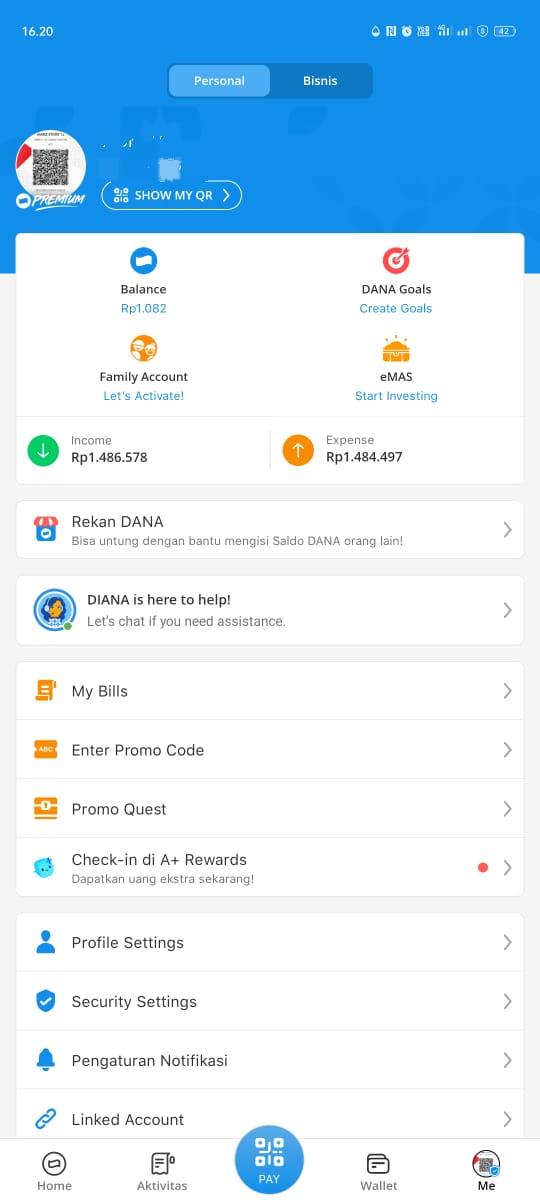 16.20
42
Personal
Bisnis
PREMIUM
SHOW MY QR
Balance
Rp1.082
DANA Goals
Create Goals
Family Account
Let's Activate!
eMAS
Start Investing
Income
Rp1.486.578
Expense
Rp1.484.497
Rekan DANA
Bisa untung dengan bantu mengisi Saldo DANA orang lain!
DIANA is here to help!
Let's chat if you need assistance.
My Bills
ABC
Enter Promo Code
Promo Quest
Check-in di A+ Rewards
Dapatkan uang ekstra sekarang!
Profile Settings
Security Settings
Pengaturan Notifikasi
Linked Account
Home
Aktivitas
PAY
Wallet
Me